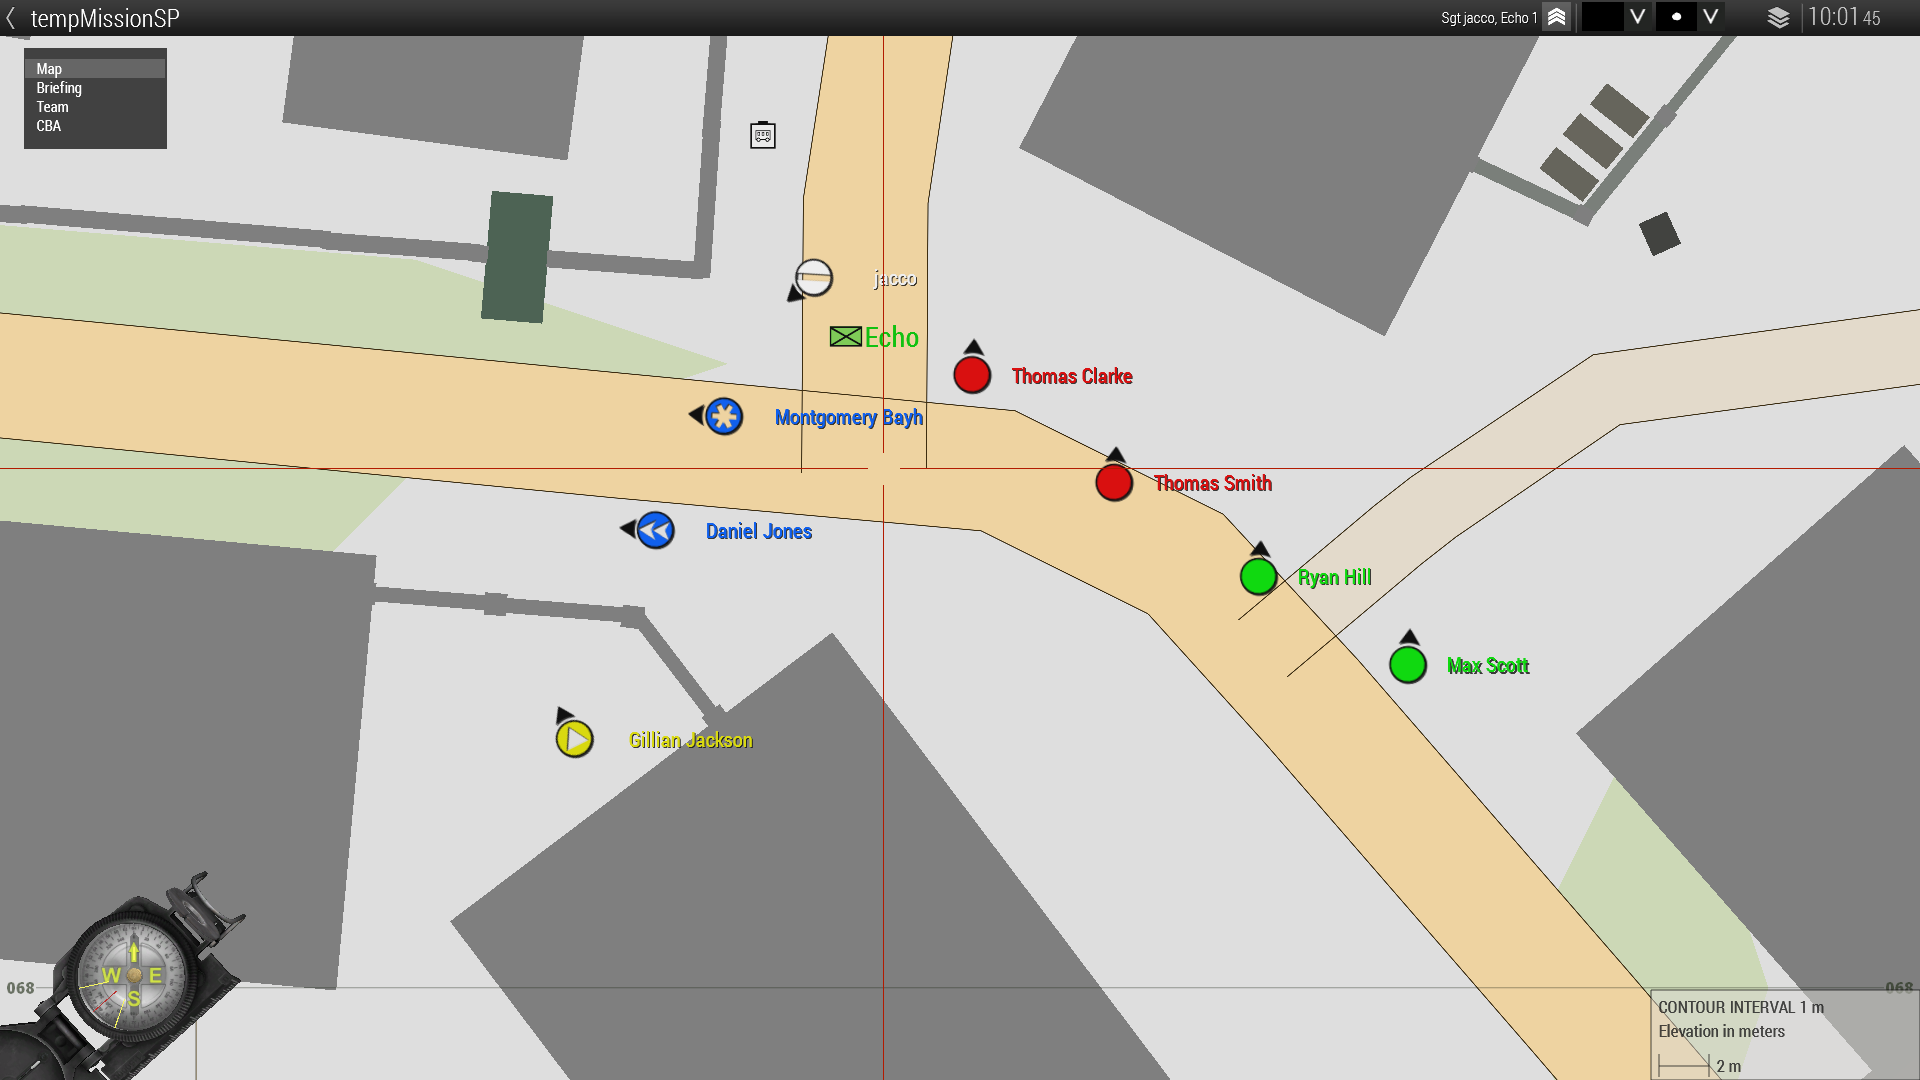 tempMissionSP
Sgt jacco, Echo 1
V
V
10:01 45
Map
Briefing
Team
CBA
jacco
Echo
Thomas Clarke
Montgomery Bayh
Thomas Smith
Daniel Jones
Ryan Hill
Max Scott
Gillian Jackson
W E
S
068
068
CONTOUR INTERVAL 1 m
Elevation in meters
2 m